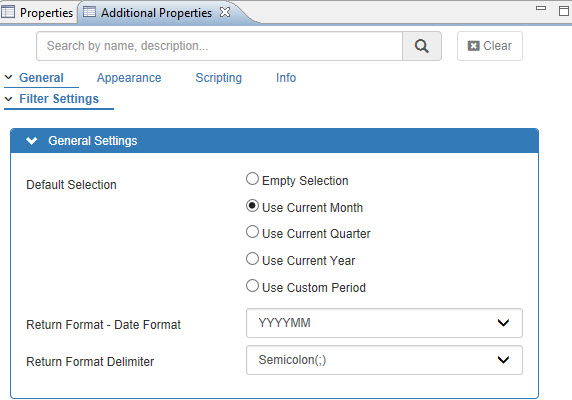 Properties Additional Properties
Search by name, description... Clear
General Appearance Scripting Info
Filter Settings
General Settings
Default Selection Empty Selection
Use Current Month
Use Current Quarter
Use Current Year
Use Custom Period
Return Format - Date Format YYYYMM
Return Format Delimiter Semicolon(;)